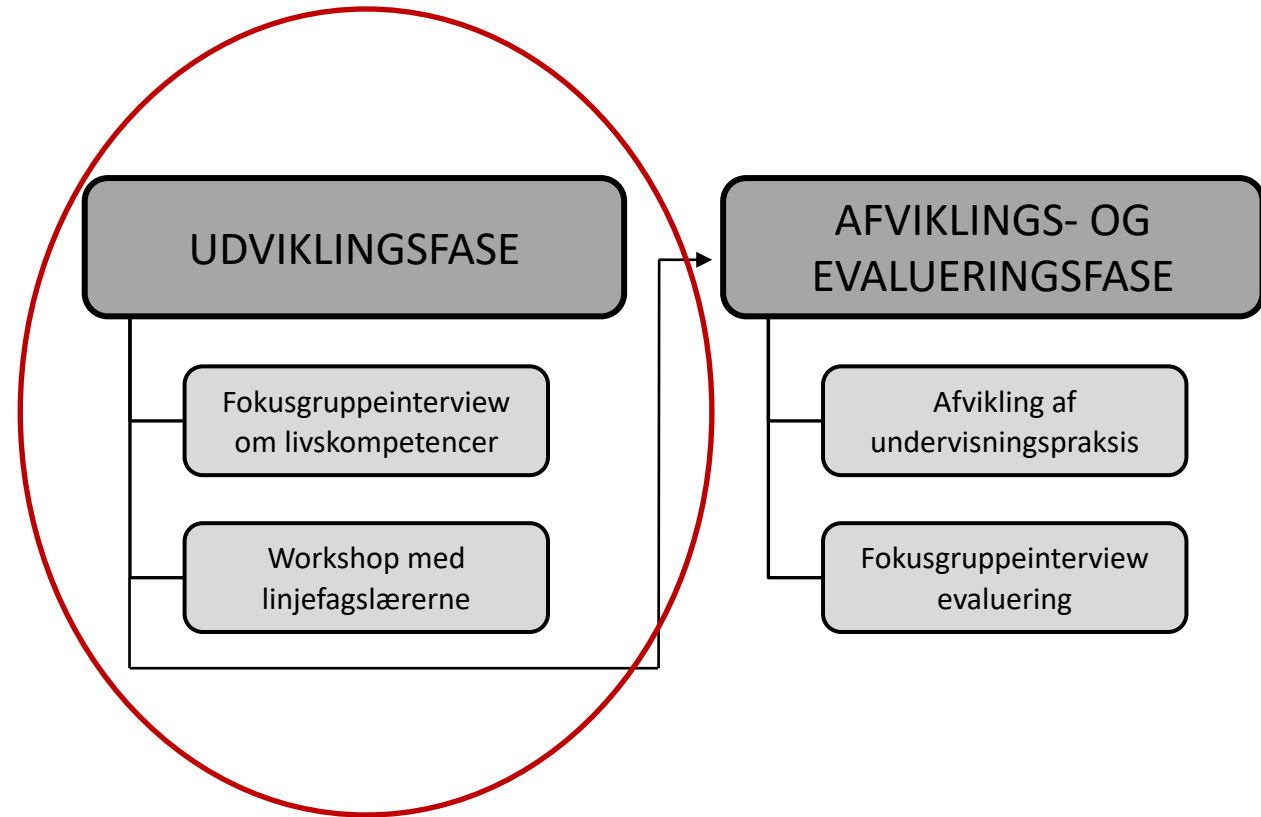 UDVIKLINGSFASE
Fokusgruppeinterview
om livskompetencer
Workshop med
linjefagslærerne
AFVIKLINGS- OG
EVALUERINGSFASE
Afvikling af
undervisningspraksis
Fokusgruppeinterview
evaluering